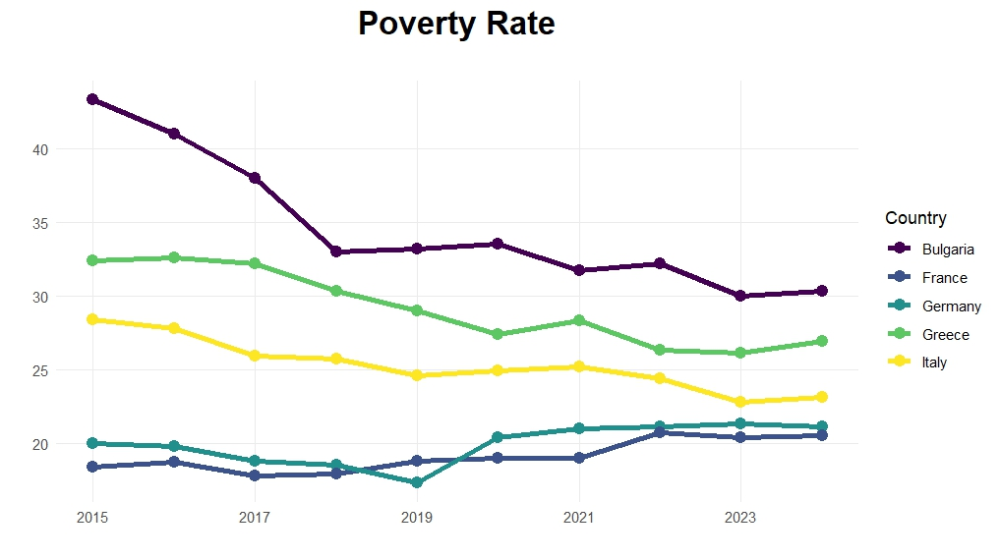 Poverty Rate
40
35
30
25
20
2015 2017 2019 2021 2023
Country
Bulgaria
France
Germany
Greece
Italy